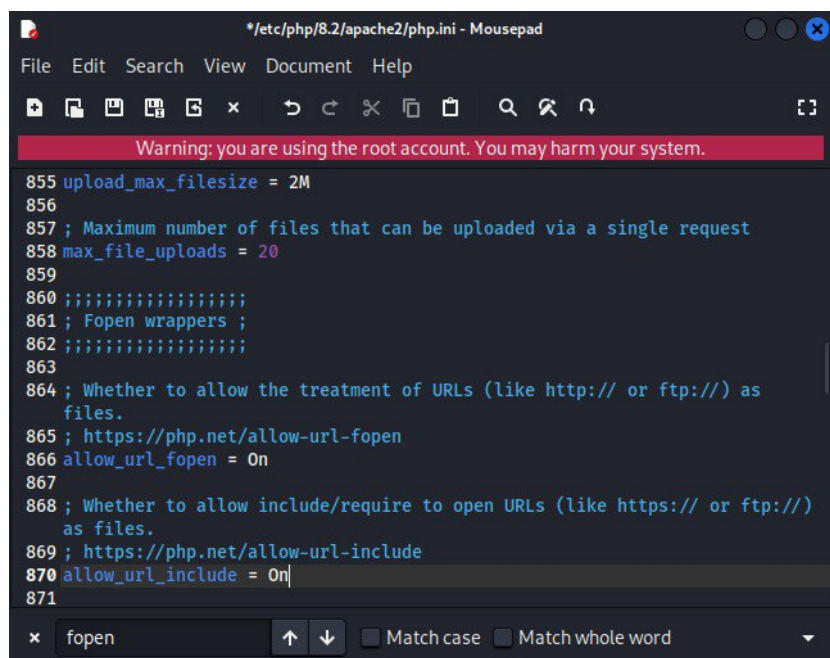 */etc/php/8.2/apache2/php.ini - Mousepad
File Edit Search View Document Help
Warning: you are using the root account. You may harm your system.
855 upload_max_filesize = 2M
856
857 ; Maximum number of files that can be uploaded via a single request
858 max_file_uploads = 20
859
860 ;;;;;;;;;;;;;;;;;;
861 ; Fopen wrappers ;
862 ;;;;;;;;;;;;;;;;;;
863
864 ; Whether to allow the treatment of URLs (like http:// or ftp://) as
files.
865 ; https://php.net/allow-url-fopen
866 allow_url_fopen = On
867
868 ; Whether to allow include/require to open URLs (like https:// or ftp://)
as files.
869 ; https://php.net/allow-url-include
870 allow_url_include = On
871
fopen Match case Match whole word